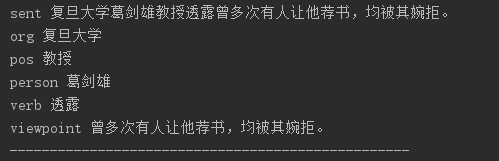 sent 复旦大学葛剑雄教授透露曾多次有人让他荐书，均被其婉拒。
org 复旦大学
pos 教授
person 葛剑雄
verb 透露
viewpoint 曾多次有人让他荐书，均被其婉拒。
--------------------------------------------------